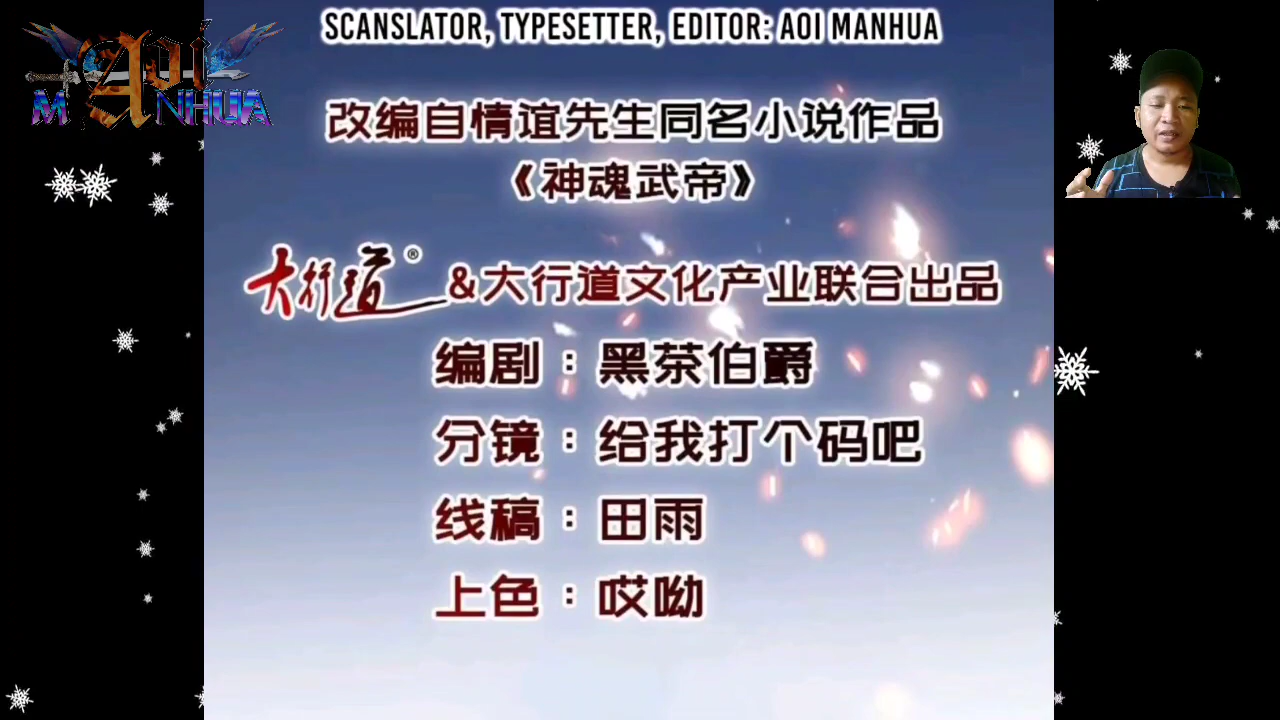 Aoi
MANHUA
SCANSLATOR, TYPESETTER, EDITOR: AOI MANHUA
改编自情谊先生同名小说作品
《神魂武帝》
大行道® &大行道文化产业联合出品
编剧：黑茶伯爵
分镜：给我打个码吧
线稿：田雨
上色：哎呦